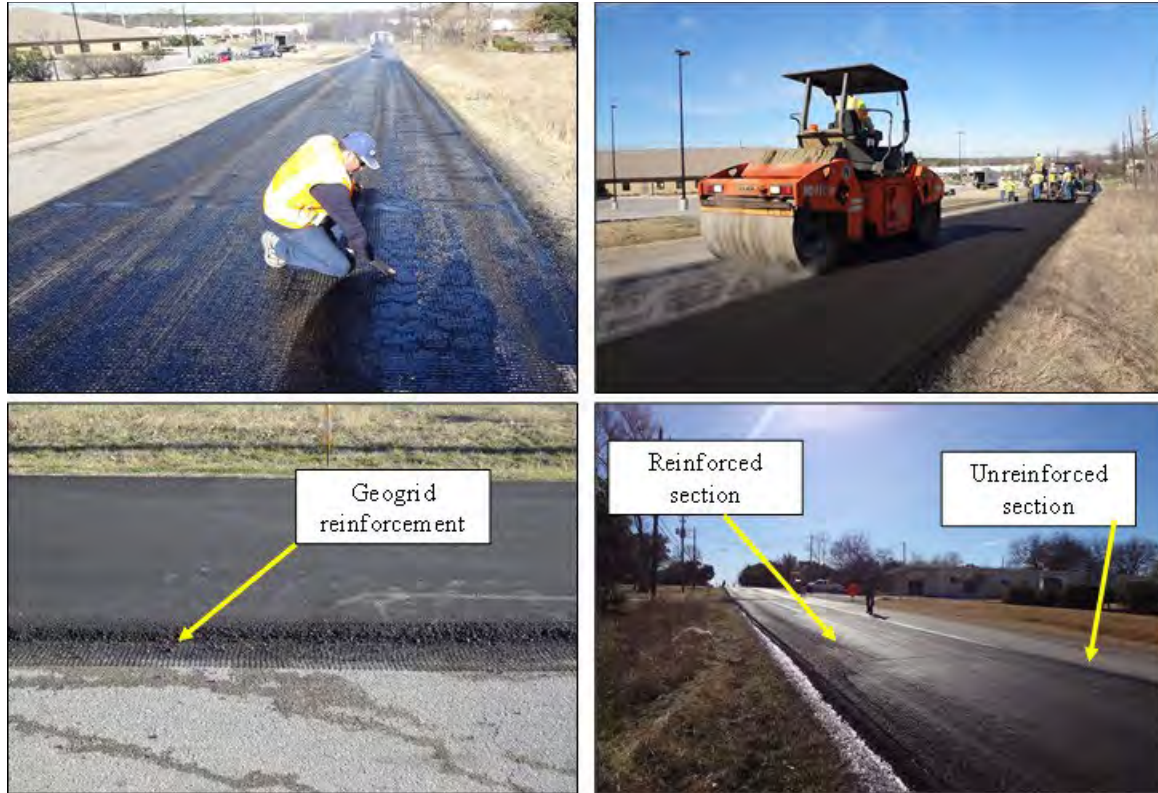 Geogrid
reinforcement
Reinforced
section
Unreinforced
section